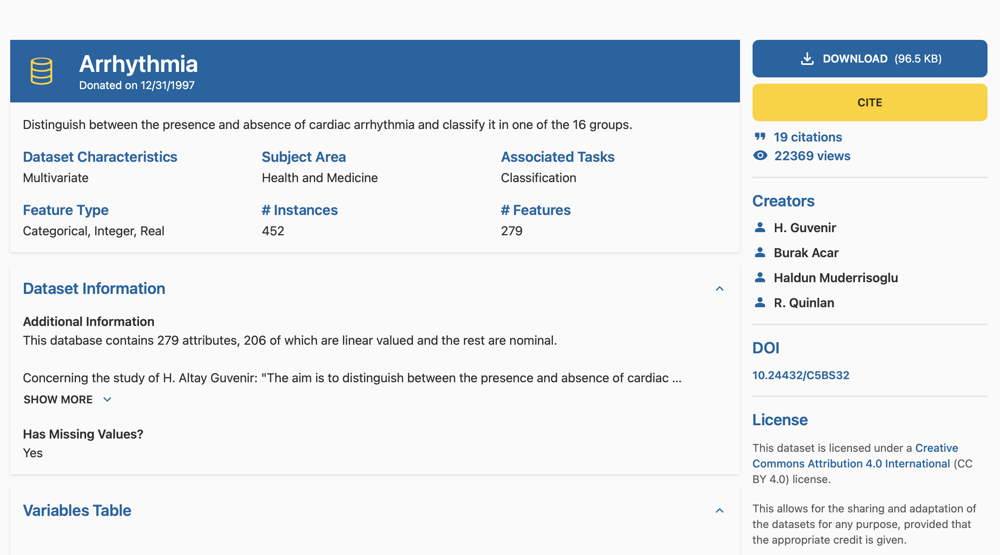 Arrhythmia
Donated on 12/31/1997
Distinguish between the presence and absence of cardiac arrhythmia and classify it in one of the 16 groups.
Dataset Characteristics
Multivariate
Subject Area
Health and Medicine
Associated Tasks
Classification
Feature Type
Categorical, Integer, Real
# Instances
452
# Features
279
Dataset Information
Additional Information
This database contains 279 attributes, 206 of which are linear valued and the rest are nominal.
Concerning the study of H. Altay Guvenir: "The aim is to distinguish between the presence and absence of cardiac ...
SHOW MORE
Has Missing Values?
Yes
Variables Table
DOWNLOAD (96.5 KB)
CITE
19 citations
22369 views
Creators
H. Guvenir
Burak Acar
Haldun Muderrisoglu
R. Quinlan
DOI
10.24432/C5BS32
License
This dataset is licensed under a Creative
Commons Attribution 4.0 International (CC
BY 4.0) license.
This allows for the sharing and adaptation of
the datasets for any purpose, provided that
the appropriate credit is given.